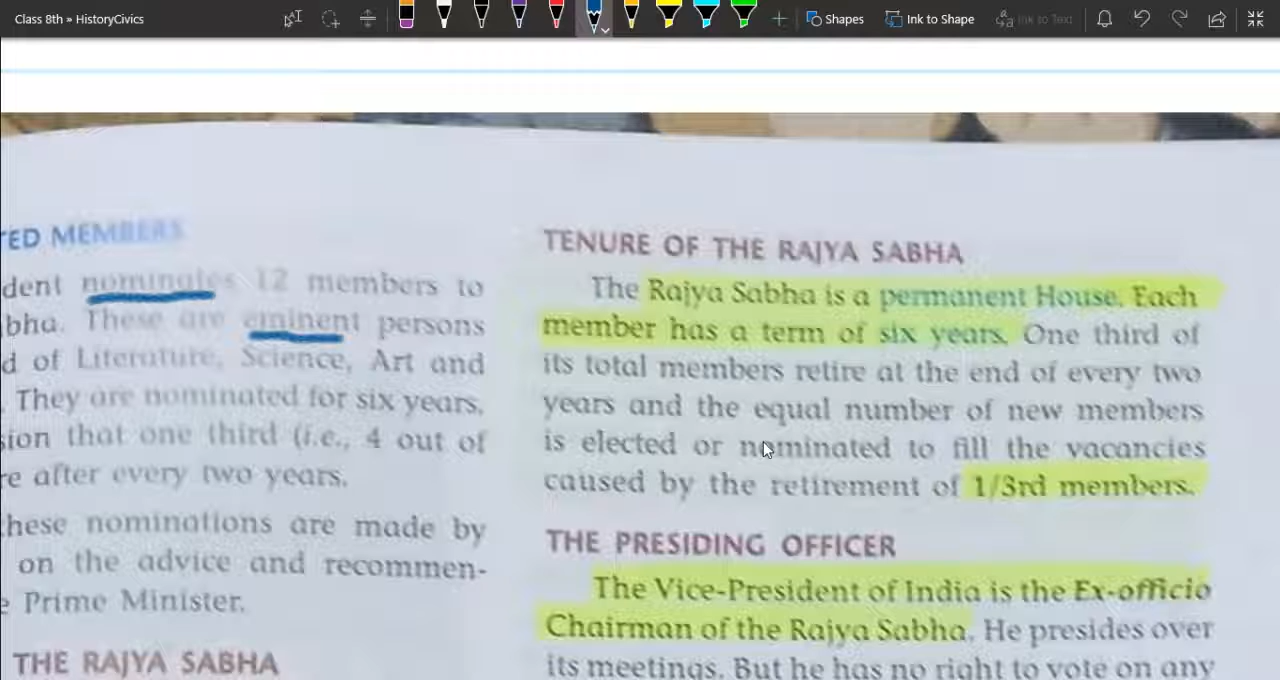 Class 8th » HistoryCivics
Shapes
Ink to Shape
Ink to Text
TED MEMBERS
dent nominates 12 members to
bha. These are eminent persons
d of Literature, Science, Art and
. They are nominated for six years.
sion that one third (i.e., 4 out of
re after every two years.
hese nominations are made by
on the advice and recommen-
e Prime Minister.
THE RAJYA SABHA
TENURE OF THE RAJYA SABHA
The Rajya Sabha is a permanent House. Each
member has a term of six years. One third of
its total members retire at the end of every two
years and the equal number of new members
is elected or nominated to fill the vacancies
caused by the retirement of 1/3rd members.
THE PRESIDING OFFICER
The Vice-President of India is the Ex-officio
Chairman of the Rajya Sabha. He presides over
its meetings. But he has no right to vote on any